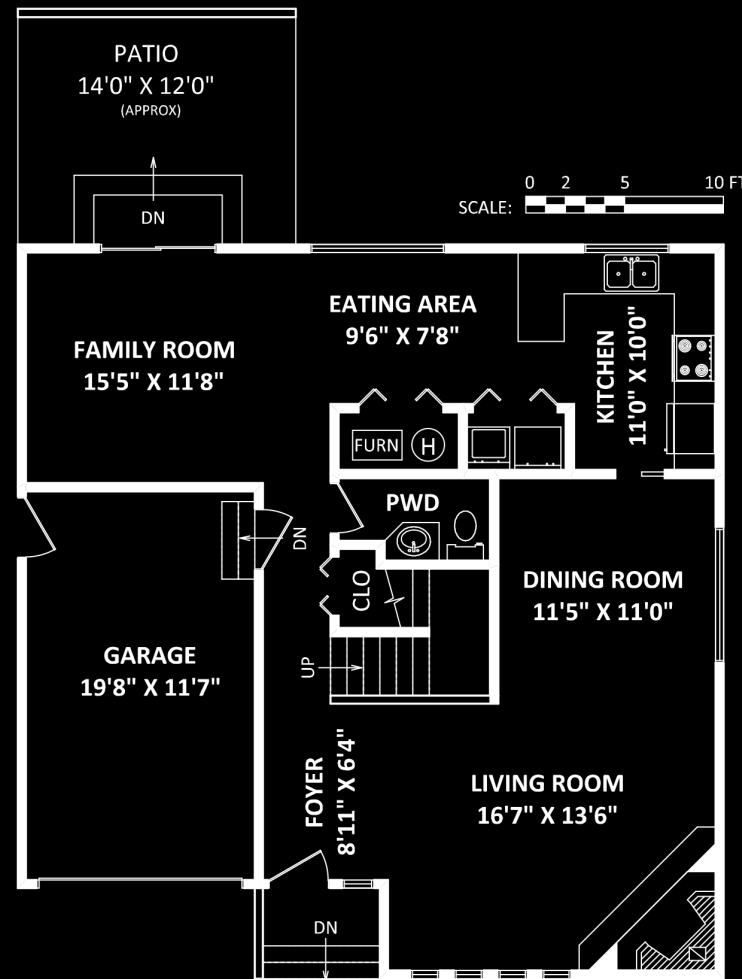 PATIO
14'0" X 12'0"
(APPROX)
DN
0 2 5 10 FT
SCALE:
EATING AREA
9'6" X 7'8"
FAMILY ROOM
15'5" X 11'8"
KITCHEN
11'0" X 10'0"
FURN
H
PWD
DN
CLO
DINING ROOM
11'5" X 11'0"
GARAGE
19'8" X 11'7"
UP
FOYER
8'11" X 6'4"
LIVING ROOM
16'7" X 13'6"
DN